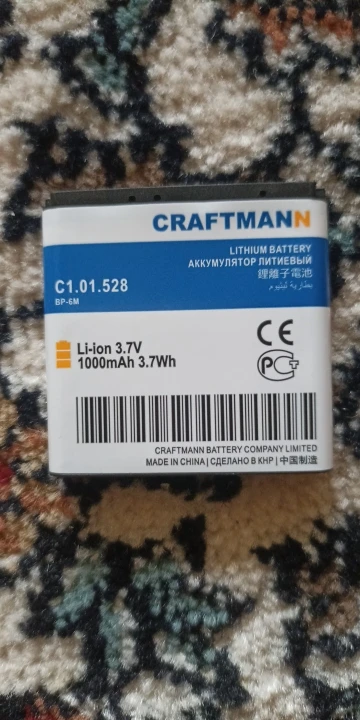 CRAFTMANN
LITHIUM BATTERY
АККУМУЛЯТОР ЛИТИЕВЫЙ
鋰離子電池
بطارية ليثيوم
C1.01.528
BP-6M
CE
Li-ion 3.7V
1000mAh 3.7Wh
РСТ
CRAFTMANN BATTERY COMPANY LIMITED
MADE IN CHINA | СДЕЛАНО В КНР | 中国制造